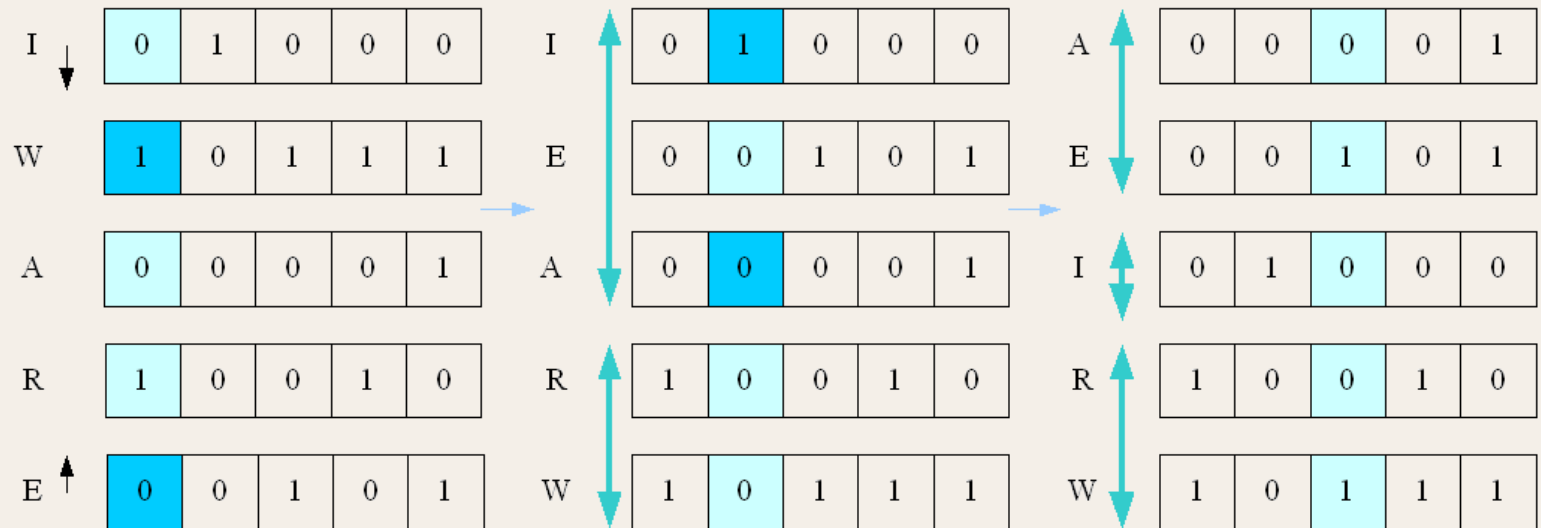 I 0 1 0 0 0 I 0 1 0 0 0 A 0 0 0 0 1
W 1 0 1 1 1 E 0 0 1 0 1 E 0 0 1 0 1
A 0 0 0 0 1 A 0 0 0 0 1 I 0 1 0 0 0
R 1 0 0 1 0 R 1 0 0 1 0 R 1 0 0 1 0
E 0 0 1 0 1 W 1 0 1 1 1 W 1 0 1 1 1